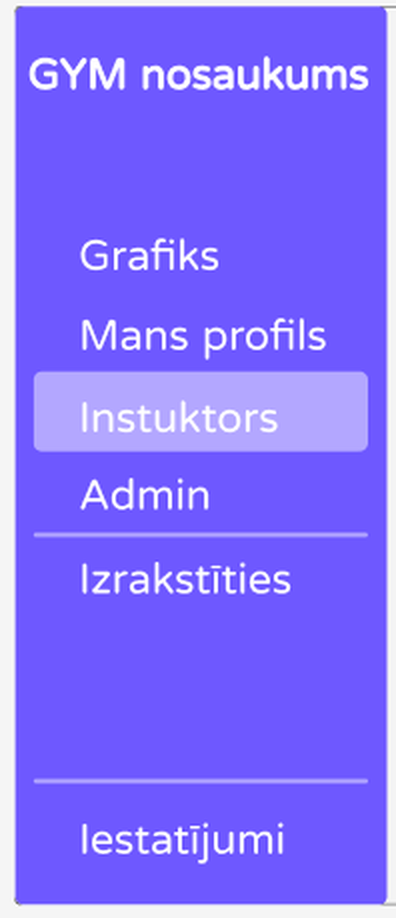 GYM nosaukums
Grafiks
Mans profils
Instuktors
Admin
Izrakstīties
Iestatījumi